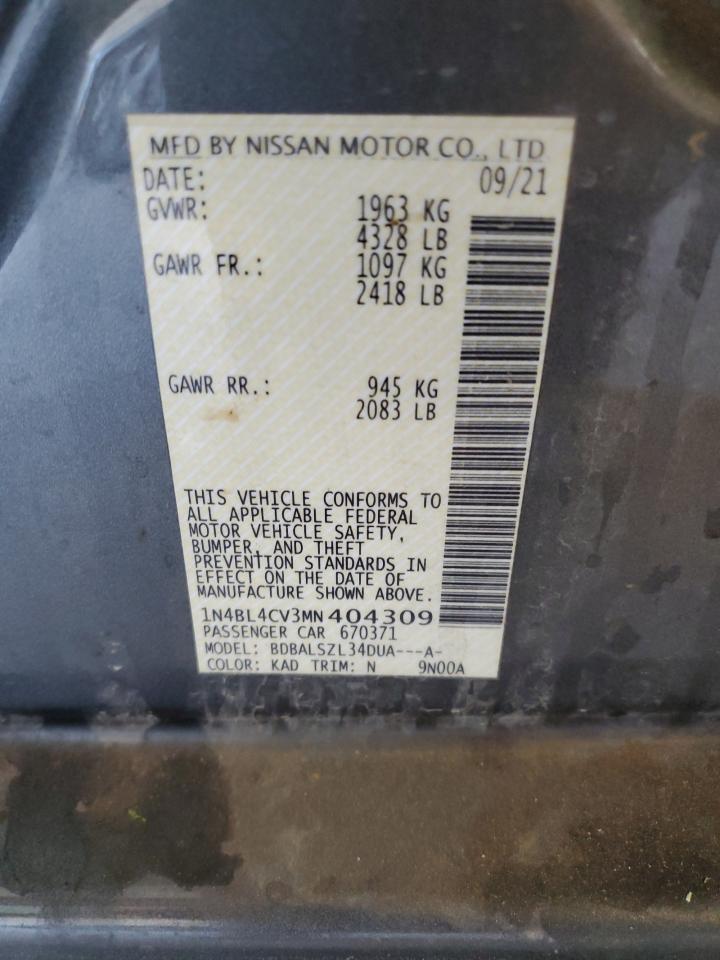 MFD BY NISSAN MOTOR CO., LTD
DATE: 09/21
GVWR: 1963 KG
4328 LB
GAWR FR.: 1097 KG
2418 LB
GAWR RR.: 945 KG
2083 LB
THIS VEHICLE CONFORMS TO
ALL APPLICABLE FEDERAL
MOTOR VEHICLE SAFETY,
BUMPER, AND THEFT
PREVENTION STANDARDS IN
EFFECT ON THE DATE OF
MANUFACTURE SHOWN ABOVE.
1N4BL4CV3MN404309
PASSENGER CAR 670371
MODEL: BDBALSZL34DUA---A-
COLOR: KAD TRIM: N 9N00A